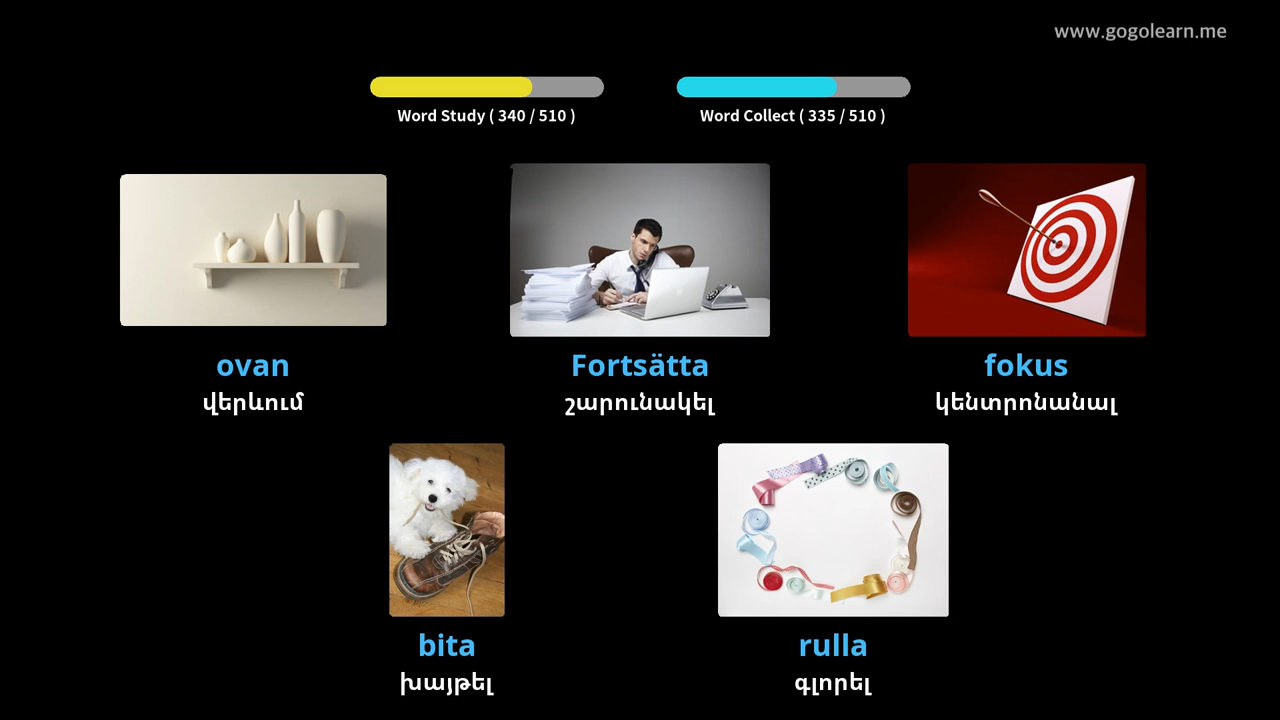 www.gogolearn.me
Word Study ( 340 / 510 )
Word Collect ( 335 / 510 )
ovan
վերևում
Fortsätta
շարունակել
fokus
կենտրոնանալ
bita
խայթել
rulla
գլորել